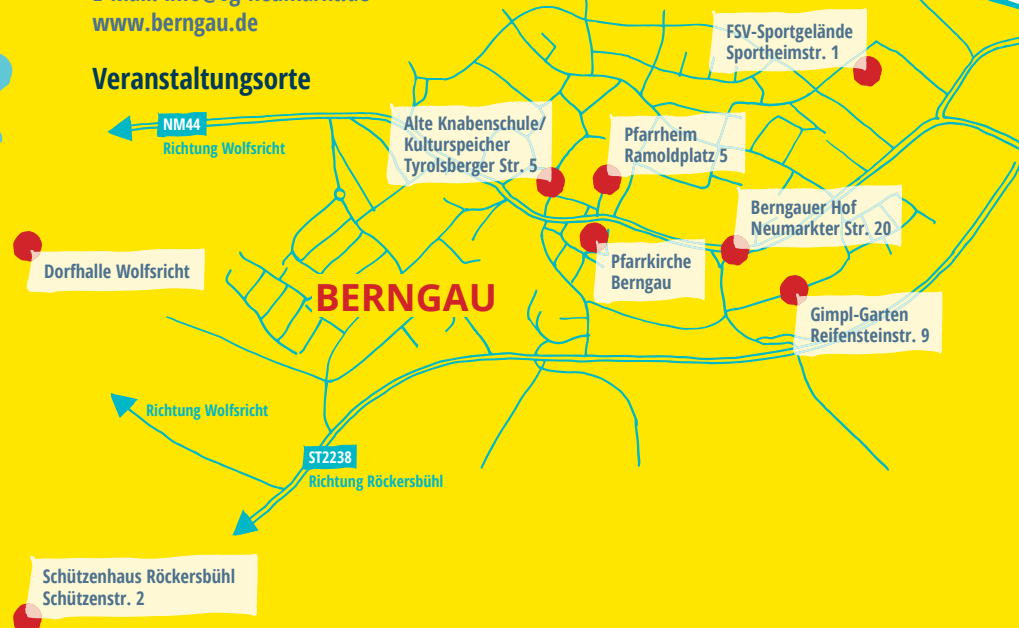 www.berngau.de
Veranstaltungsorte
FSV-Sportgelände
Sportheimstr. 1
NM44
Richtung Wolfsricht
Alte Knabenschule/
Kulturspeicher
Tyrolsberger Str. 5
Pfarrheim
Ramoldplatz 5
Berngauer Hof
Neumarkter Str. 20
Dorfhalle Wolfsricht
Pfarrkirche
Berngau
BERNGAU
Gimpl-Garten
Reifensteinstr. 9
Richtung Wolfsricht
ST2238
Richtung Röckersbühl
Schützenhaus Röckersbühl
Schützenstr. 2